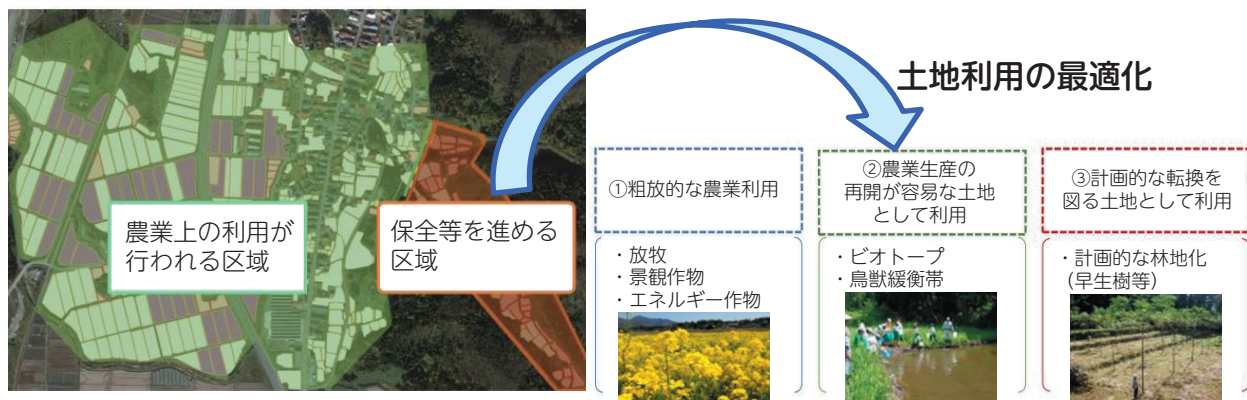 土地利用の最適化
農業上の利用が
行われる区域
保全等を進める
区域
①粗放的な農業利用
・放牧
・景観作物
・エネルギー作物
②農業生産の
再開が容易な土地
として利用
・ビオトープ
・鳥獣緩衝帯
③計画的な転換を
図る土地として利用
・計画的な林地化
(早生樹等)